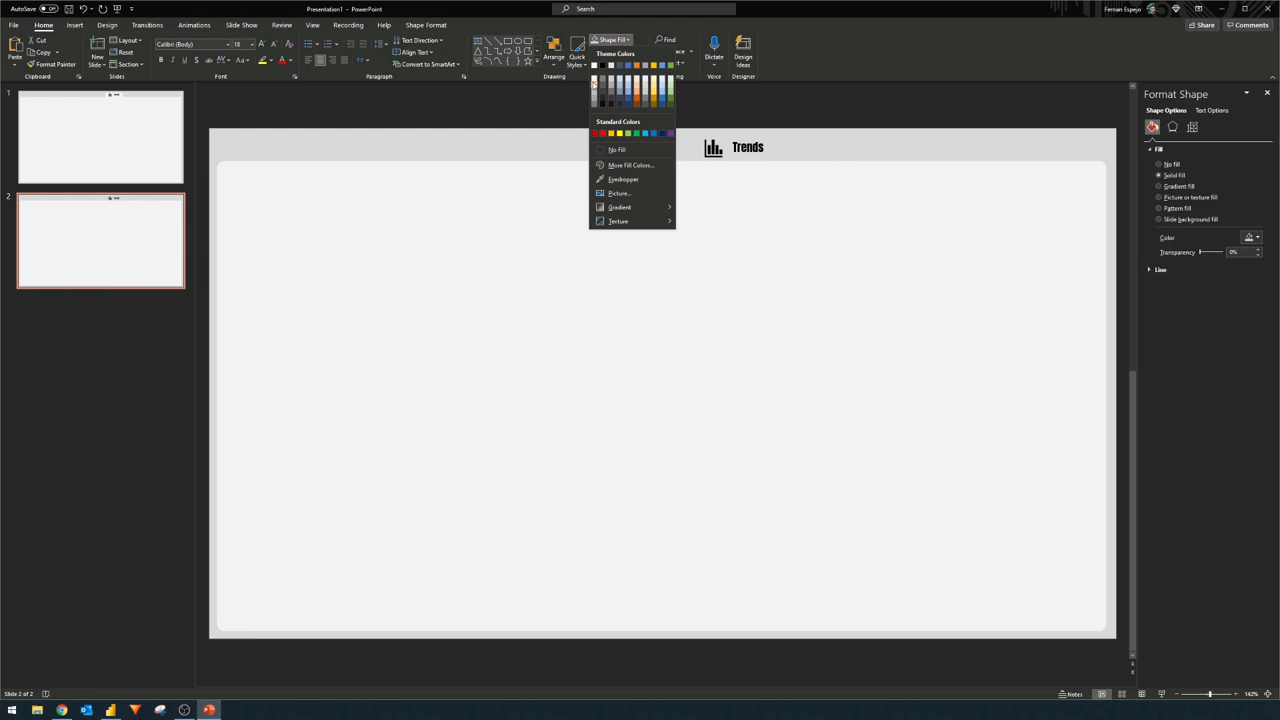 AutoSave Off
Presentation1 - PowerPoint
Search
Fernan Espejo
File Home Insert Design Transitions Animations Slide Show Review View Recording Help Shape Format
Share Comments
Paste
Cut
Copy
Format Painter
Clipboard
New
Slide
Layout
Reset
Section
Slides
Calibri (Body) 18
Font
Text Direction
Align Text
Convert to SmartArt
Paragraph
Arrange
Quick
Styles
Drawing
Shape Fill
Find
Dictate
Voice
Design
Ideas
Designer
Theme Colors
Standard Colors
No Fill
More Fill Colors...
Eyedropper
Picture...
Gradient
Texture
1
2
Trends
Format Shape
Shape Options Text Options
Fill
No fill
Solid fill
Gradient fill
Picture or texture fill
Pattern fill
Slide background fill
Color
Transparency 0%
Line
Slide 2 of 2
Notes
142%